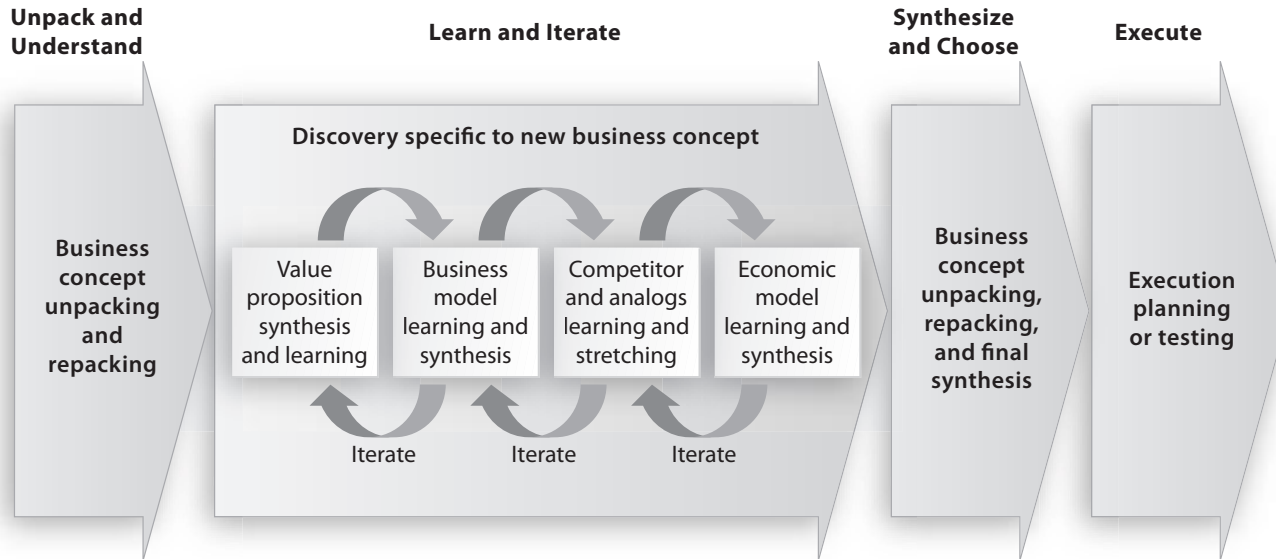 Unpack and
Understand
Learn and Iterate
Synthesize
and Choose
Execute
Business
concept
unpacking
and
repacking
Discovery specific to new business concept
Value
proposition
synthesis
and learning
Business
model
learning and
synthesis
Competitor
and analogs
learning and
stretching
Economic
model
learning and
synthesis
Iterate
Iterate
Iterate
Business
concept
unpacking,
repacking,
and final
synthesis
Execution
planning
or testing